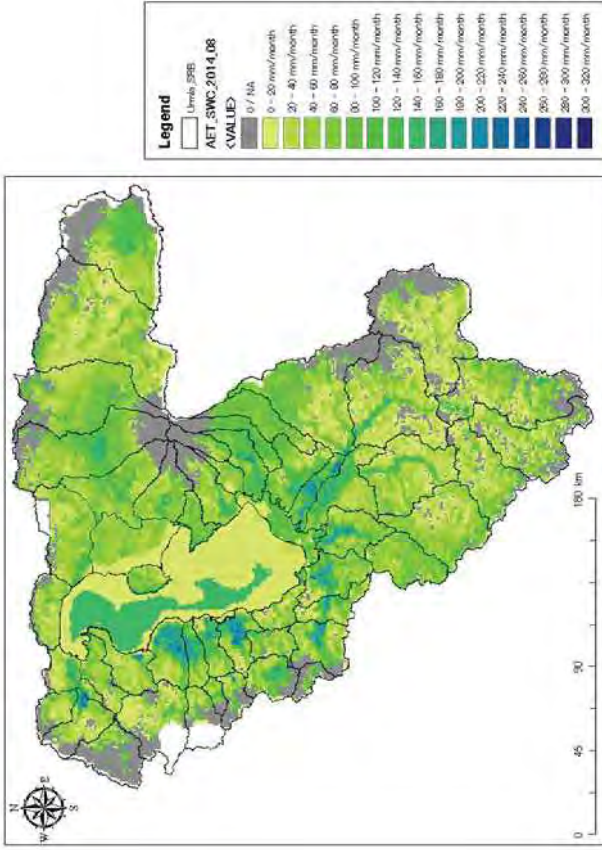 N
W
E
S
0
45
90
180 km
Legend
Urmia_SRB
AET_SWC_2014_08
<VALUE>
0 / NA
0 - 20 mm/month
20 - 40 mm/month
40 - 60 mm/month
60 - 80 mm/month
80 - 100 mm/month
100 - 120 mm/month
120 - 140 mm/month
140 - 160 mm/month
160 - 180 mm/month
180 - 200 mm/month
200 - 220 mm/month
220 - 240 mm/month
240 - 260 mm/month
260 - 280 mm/month
280 - 300 mm/month
300 - 320 mm/month